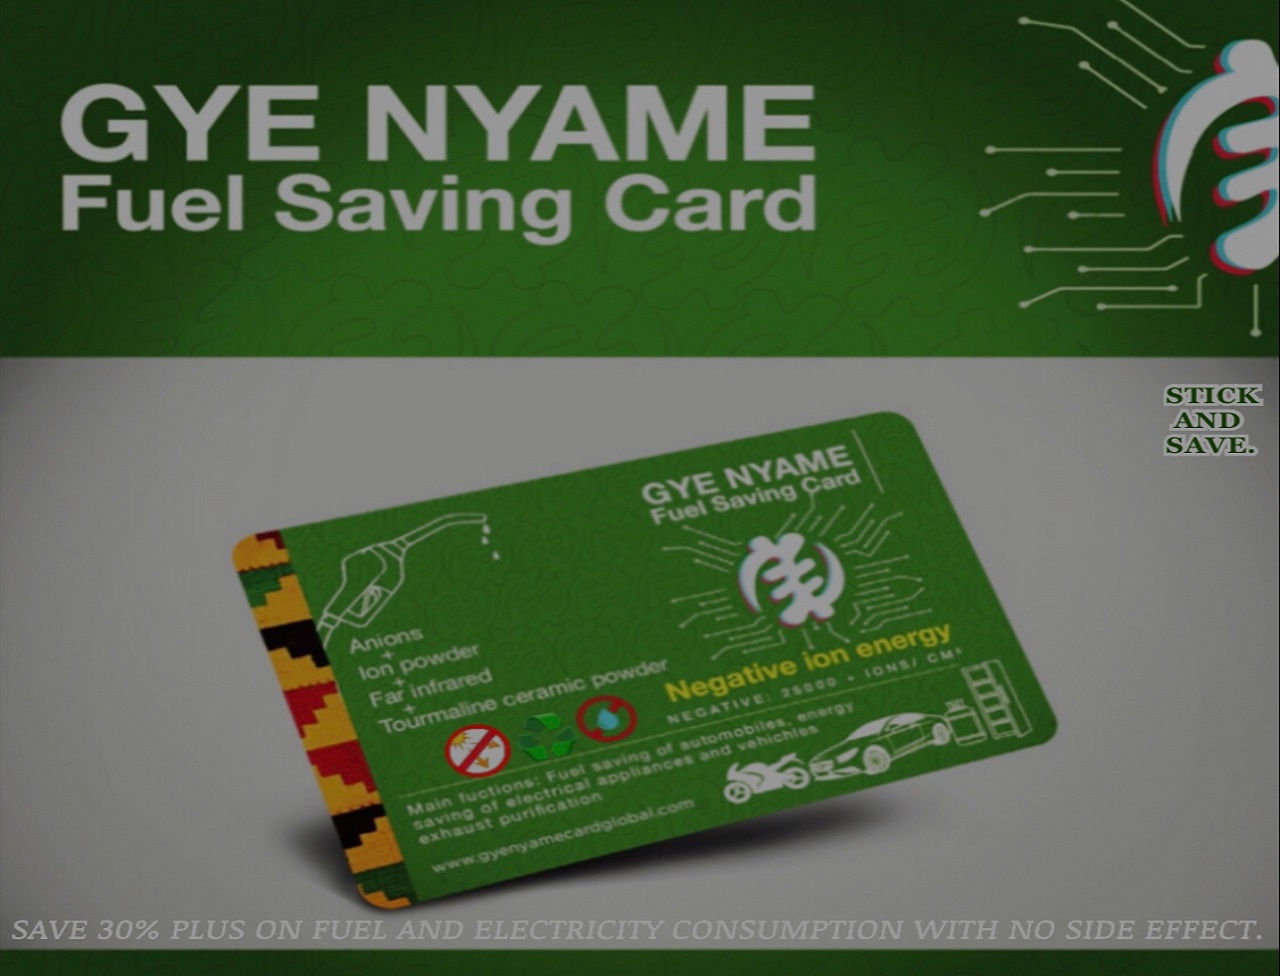 GYE NYAME
Fuel Saving Card
STICK
AND
SAVE.
GYE NYAME
Fuel Saving Card
Anions
+
Ion powder
+
Far infrared
+
Tourmaline ceramic powder
Negative ion energy
NEGATIVE: 25000 + IONS/ CM³
Main fuctions: Fuel saving of automobiles, energy
saving of electrical appliances and vehichles
exhaust purification
www.gyenyamecardglobal.com
SAVE 30% PLUS ON FUEL AND ELECTRICITY CONSUMPTION WITH NO SIDE EFFECT.